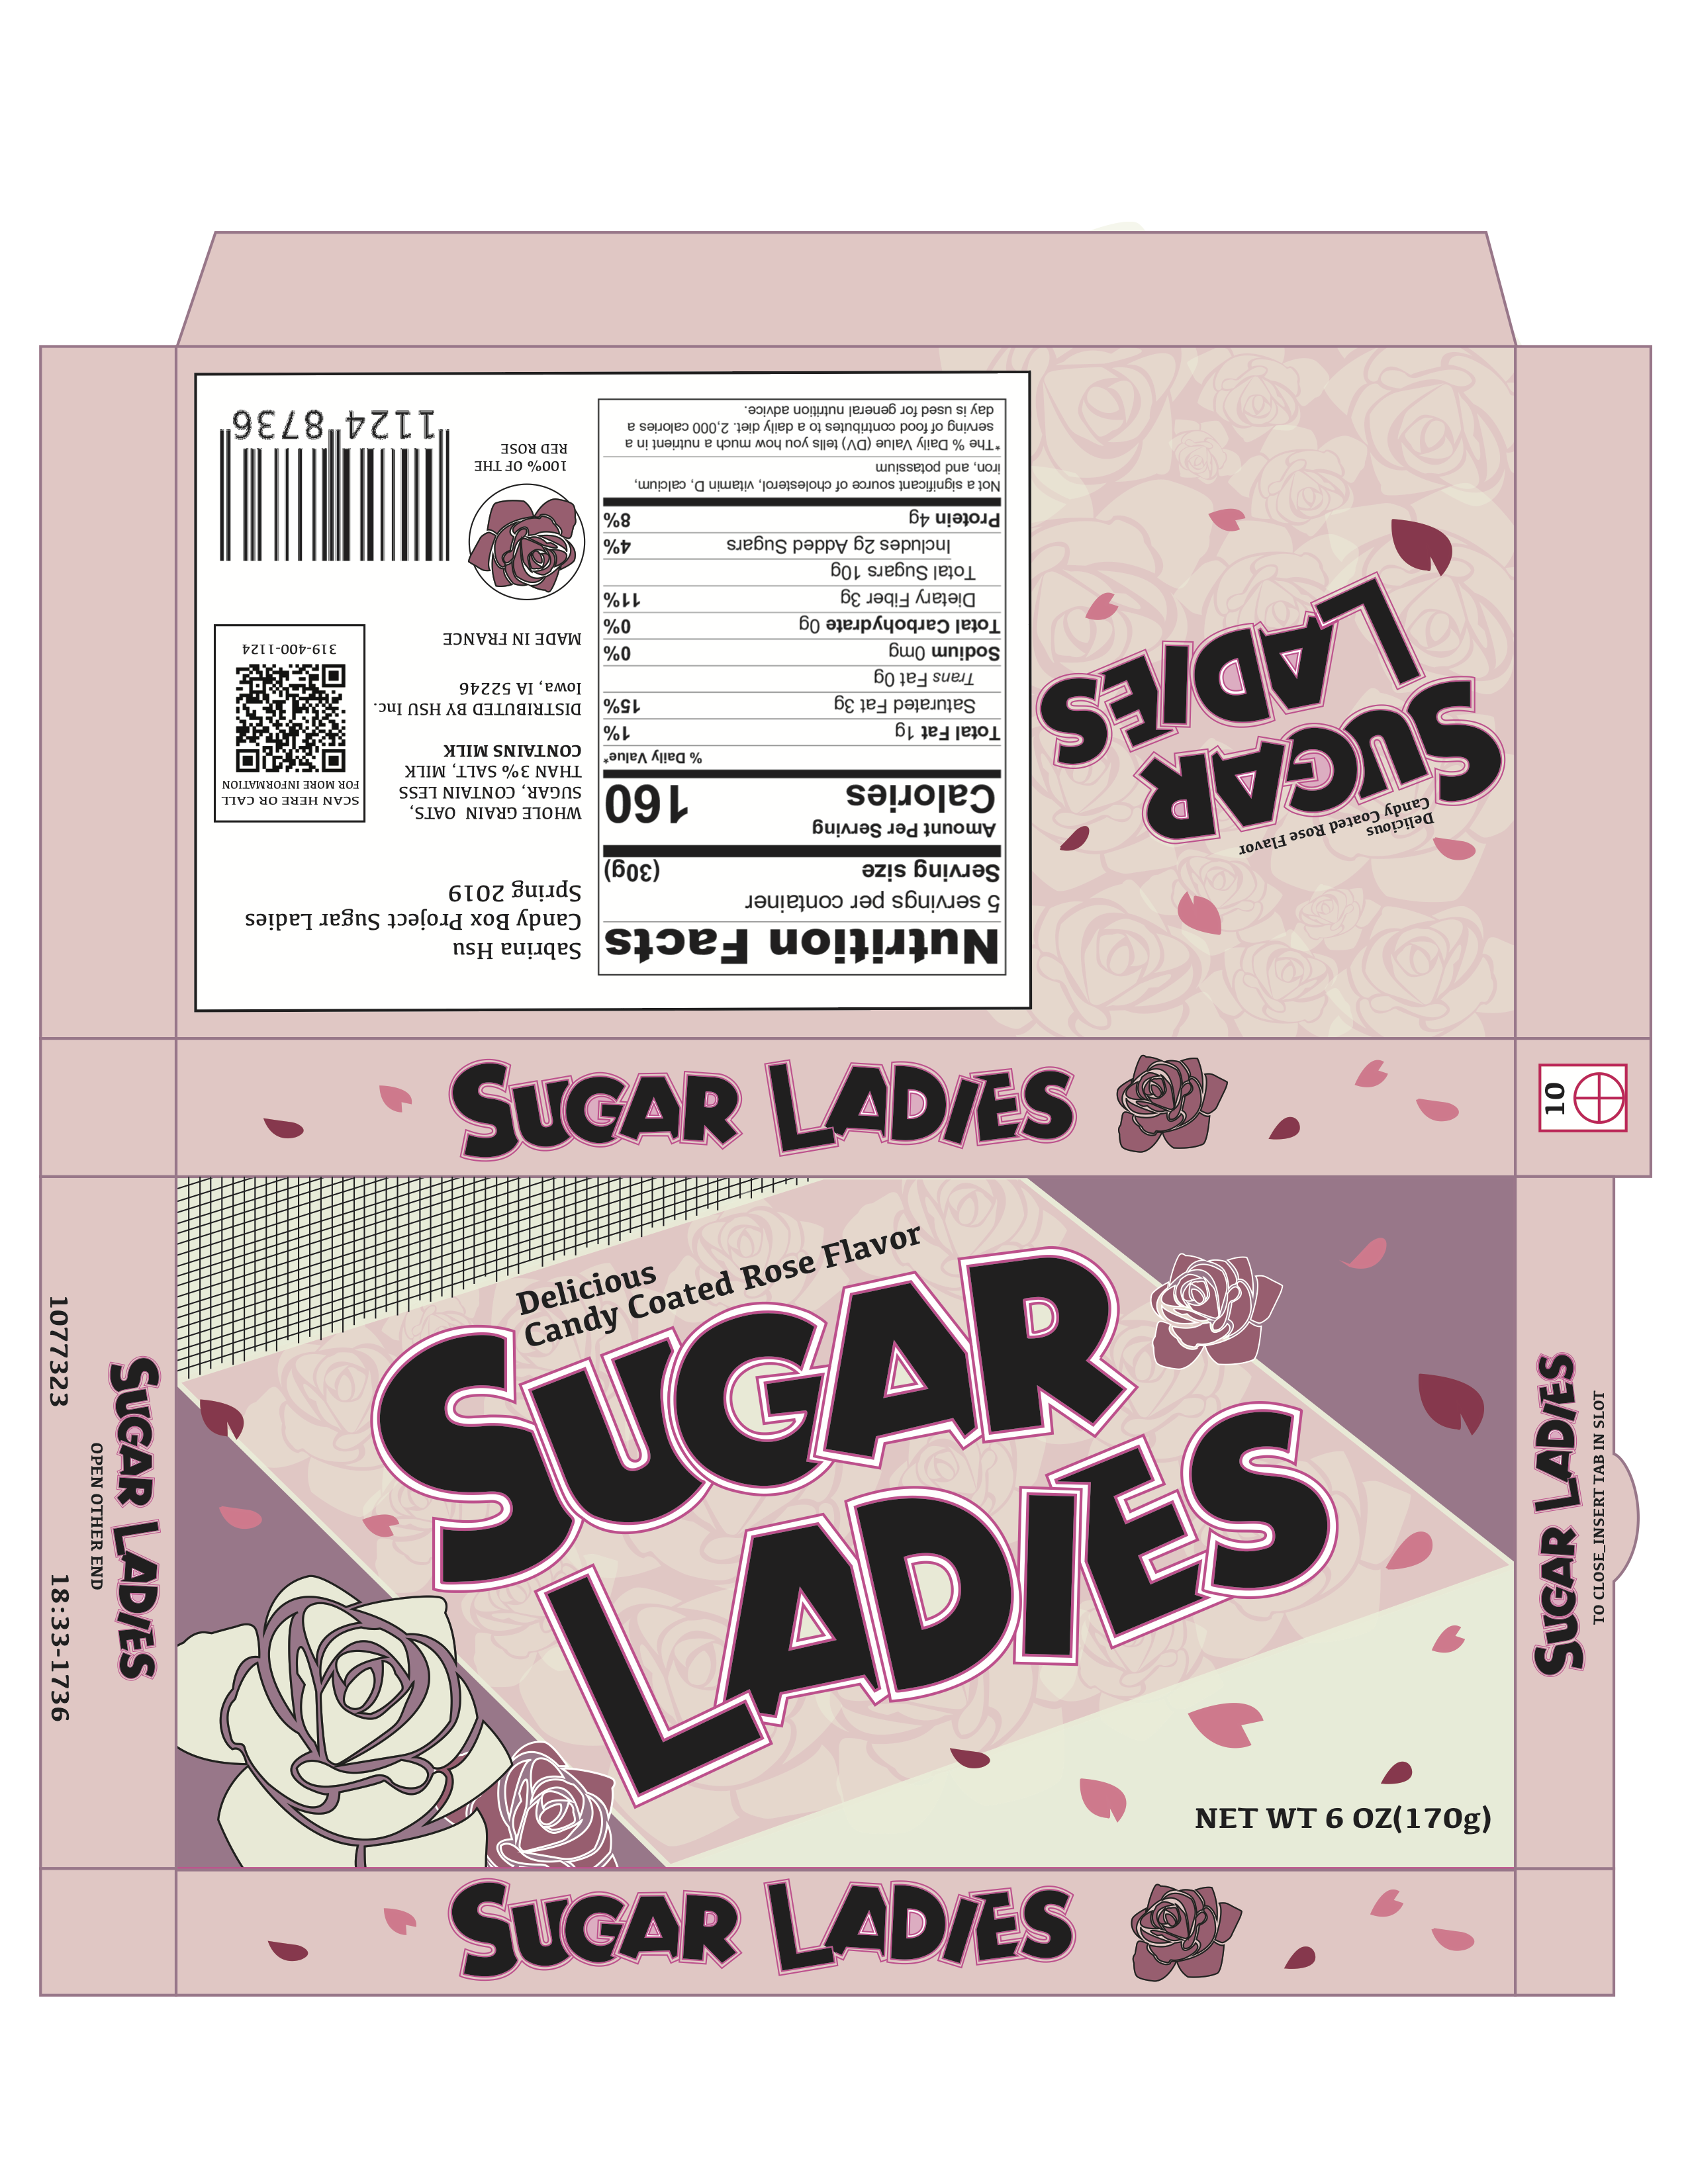 Nutrition Facts
5 servings per container
Serving size (30g)
Amount Per Serving
Calories 160
% Daily Value*
Total Fat 1g 1%
Saturated Fat 3g 15%
Trans Fat 0g
Sodium 0mg 0%
Total Carbohydrate 0g 0%
Dietary Fiber 3g 11%
Total Sugars 10g
Includes 2g Added Sugars 4%
Protein 4g 8%
Not a significant source of cholesterol, vitamin D, calcium,
iron, and potassium
*The % Daily Value (DV) tells you how much a nutrient in a
serving of food contributes to a daily diet. 2,000 calories a
day is used for general nutrition advice.
Sabrina Hsu
Candy Box Project Sugar Ladies
Spring 2019
WHOLE GRAIN OATS,
SUGAR, CONTAIN LESS
THAN 3% SALT, MILK
CONTAINS MILK
DISTRIBUTED BY HSU Inc.
Iowa, IA 52246
MADE IN FRANCE
SCAN HERE OR CALL
FOR MORE INFORMATION
319-400-1124
100% OF THE
RED ROSE
1124 8736
Delicious
Candy Coated Rose Flavor
SUGAR
LADIES
SUGAR LADIES
10
Delicious
Candy Coated Rose Flavor
SUGAR
LADIES
NET WT 6 OZ(170g)
1077323 18:33-1736
OPEN OTHER END
SUGAR LADIES
SUGAR LADIES
TO CLOSE_INSERT TAB IN SLOT
SUGAR LADIES